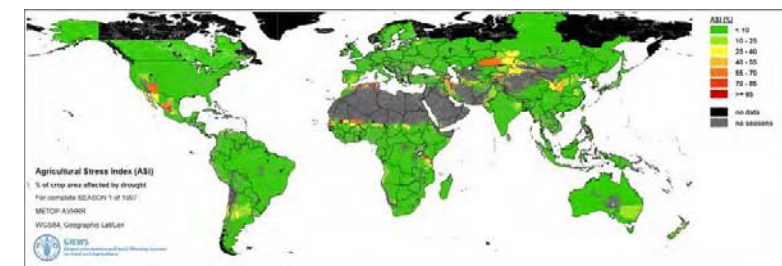 Agricultural Stress Index (ASI)
% of crop area affected by drought
For complete SEASON 1 of 1997
METOP-AVHRR
WGS84, Geographic Lat/Lon
GIEWS
ASI (%)
< 10
10 - 25
25 - 40
40 - 55
55 - 70
70 - 85
>= 85
no data
no seasons